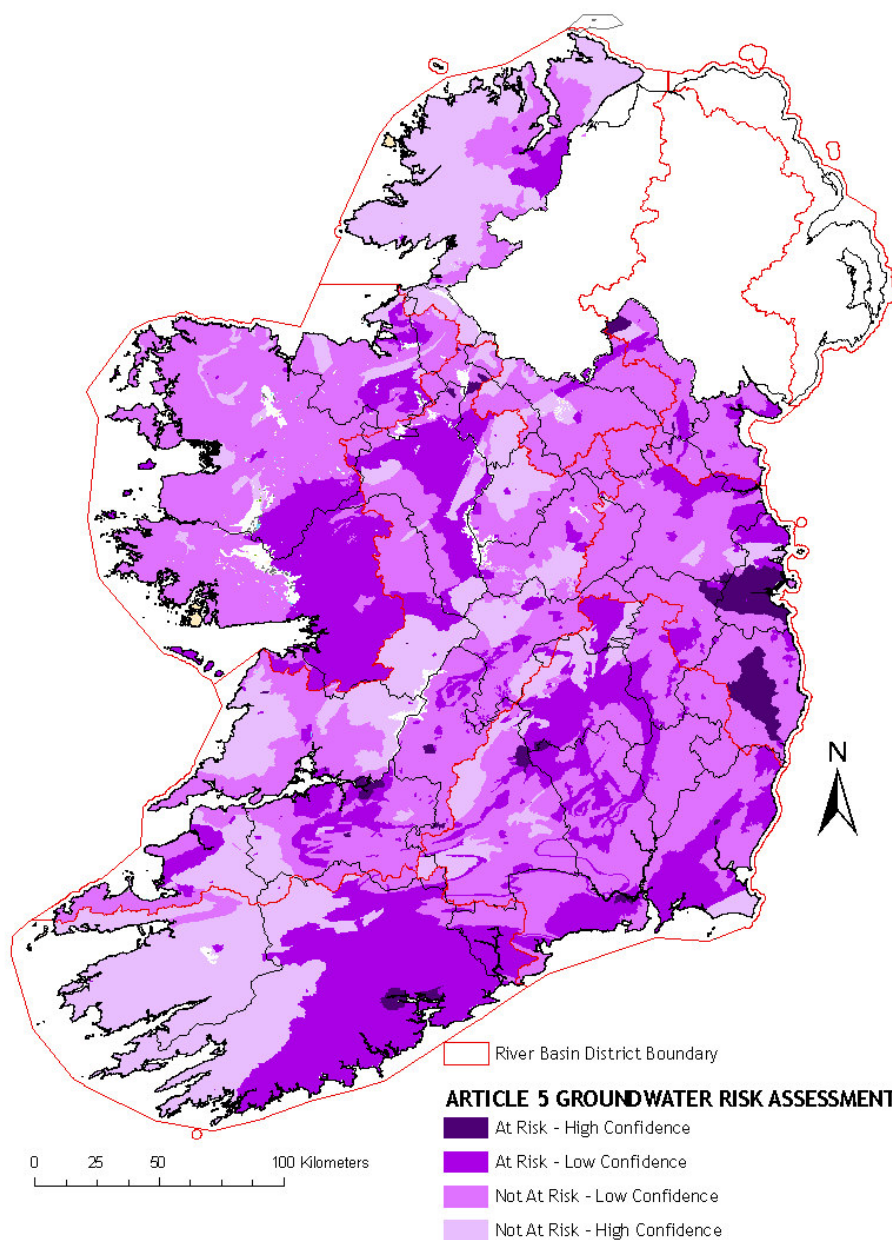 N
River Basin District Boundary
ARTICLE 5 GROUNDWATER RISK ASSESSMENT
At Risk - High Confidence
At Risk - Low Confidence
Not At Risk - Low Confidence
Not At Risk - High Confidence
0 25 50 100 Kilometers